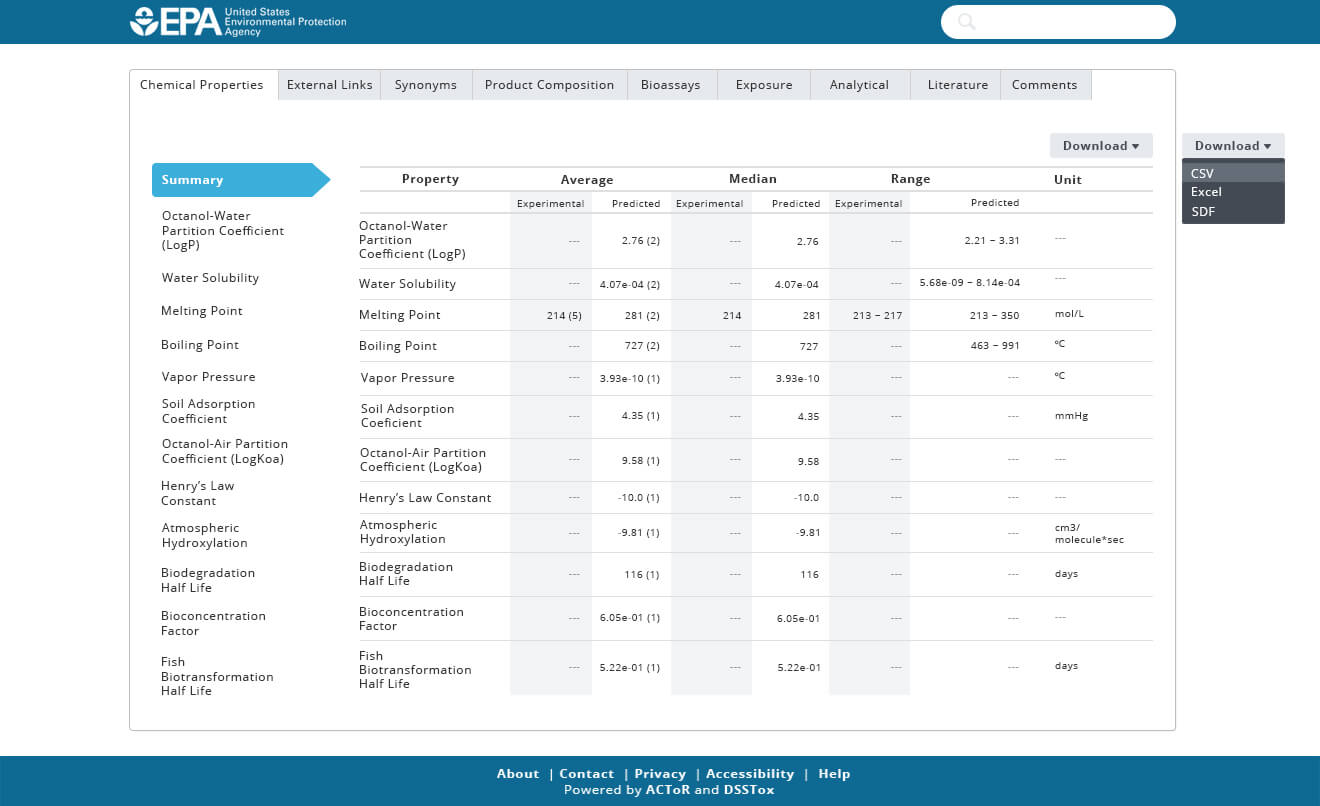 EPA United States
Environmental Protection
Agency
Chemical Properties External Links Synonyms Product Composition Bioassays Exposure Analytical Literature Comments
Download ▾
Download ▾
CSV
Excel
SDF
Summary
Octanol-Water
Partition Coefficient
(LogP)
Water Solubility
Melting Point
Boiling Point
Vapor Pressure
Soil Adsorption
Coefficient
Octanol-Air Partition
Coefficient (LogKoa)
Henry's Law
Constant
Atmospheric
Hydroxylation
Biodegradation
Half Life
Bioconcentration
Factor
Fish
Biotransformation
Half Life
Property Average Median Range Unit
Experimental Predicted Experimental Predicted Experimental Predicted
Octanol-Water
Partition
Coefficient (LogP)
--- 2.76 (2) --- 2.76 --- 2.21 – 3.31 ---
Water Solubility --- 4.07e-04 (2) --- 4.07e-04 --- 5.68e-09 – 8.14e-04 ---
Melting Point 214 (5) 281 (2) 214 281 213 – 217 213 – 350 mol/L
Boiling Point --- 727 (2) --- 727 --- 463 – 991 ºC
Vapor Pressure --- 3.93e-10 (1) --- 3.93e-10 --- --- ºC
Soil Adsorption
Coeficient
--- 4.35 (1) --- 4.35 --- --- mmHg
Octanol-Air Partition
Coefficient (LogKoa)
--- 9.58 (1) --- 9.58 --- --- ---
Henry's Law Constant --- -10.0 (1) --- -10.0 --- --- ---
Atmospheric
Hydroxylation
--- -9.81 (1) --- -9.81 --- --- cm3/
molecule*sec
Biodegradation
Half Life
--- 116 (1) --- 116 --- --- days
Bioconcentration
Factor
--- 6.05e-01 (1) --- 6.05e-01 --- --- ---
Fish
Biotransformation
Half Life
--- 5.22e-01 (1) --- 5.22e-01 --- --- days
About | Contact | Privacy | Accessibility | Help
Powered by ACToR and DSSTox